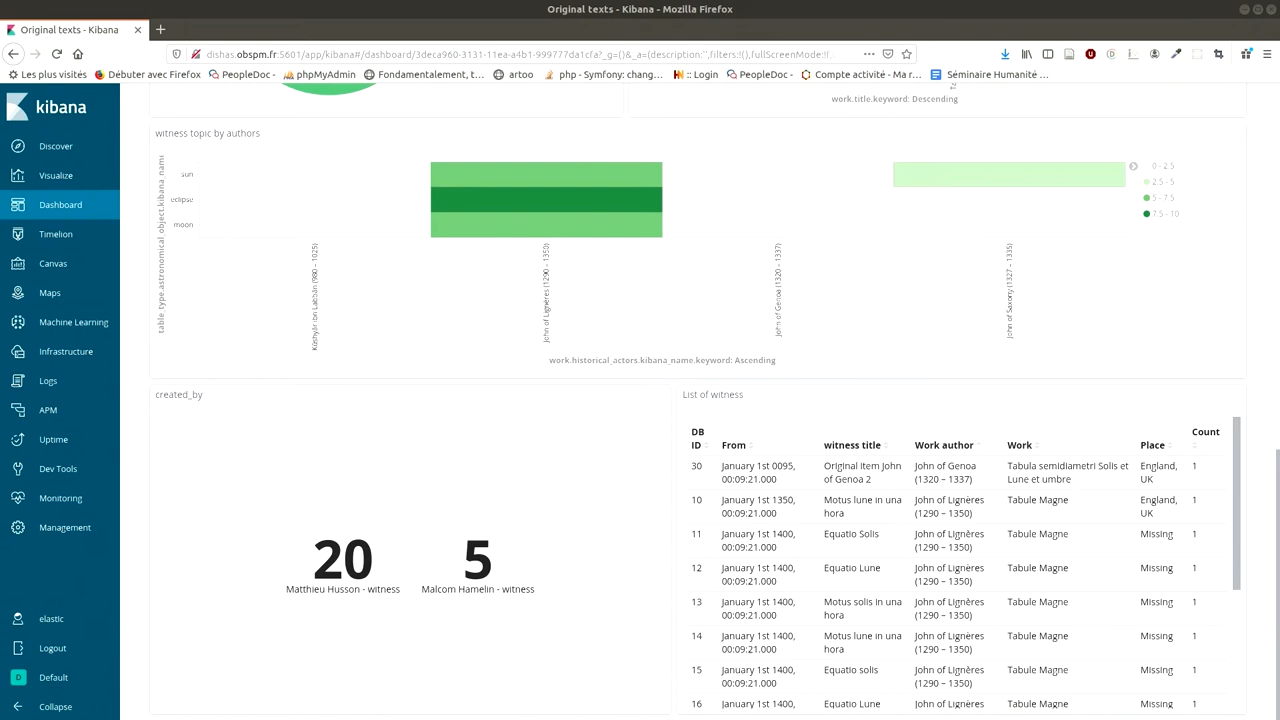 Original texts - Kibana - Mozilla Firefox
Original texts - Kibana
dishas.obspm.fr:5601/app/kibana#/dashboard/3deca960-3131-11ea-a4b1-999777da1cfa?_g=()&_a=(description:'',filters:!(),fullScreenMode:!f,
Les plus visités Débuter avec Firefox PeopleDoc - phpMyAdmin Fondamentalement, t… artoo php - Symfony: chang… :: Login PeopleDoc - Compte activité - Ma r… Séminaire Humanité …
kibana
Discover
Visualize
Dashboard
Timelion
Canvas
Maps
Machine Learning
Infrastructure
Logs
APM
Uptime
Dev Tools
Monitoring
Management
elastic
Logout
D Default
Collapse
work.title.keyword: Descending
witness topic by authors
table_type.astronomical_object.kibana_name
sun
eclipse
moon
0 - 2.5
2.5 - 5
5 - 7.5
7.5 - 10
Kūshyār ibn Labbān (980 – 1025)
John of Lignères (1290 – 1350)
John of Genoa (1320 – 1337)
John of Saxony (1327 – 1335)
work.historical_actors.kibana_name.keyword: Ascending
created_by
20
Matthieu Husson - witness
5
Malcom Hamelin - witness
List of witness
DB ID From witness title Work author Work Place Count
30 January 1st 0095, 00:09:21.000 Original Item John of Genoa 2 John of Genoa (1320 – 1337) Tabula semidiametri Solis et Lune et umbre England, UK 1
10 January 1st 1350, 00:09:21.000 Motus lune in una hora John of Lignères (1290 – 1350) Tabule Magne England, UK 1
11 January 1st 1400, 00:09:21.000 Equatio Solis John of Lignères (1290 – 1350) Tabule Magne Missing 1
12 January 1st 1400, 00:09:21.000 Equatio Lune John of Lignères (1290 – 1350) Tabule Magne Missing 1
13 January 1st 1400, 00:09:21.000 Motus solis in una hora John of Lignères (1290 – 1350) Tabule Magne Missing 1
14 January 1st 1400, 00:09:21.000 Motus lune in una hora John of Lignères (1290 – 1350) Tabule Magne Missing 1
15 January 1st 1400, 00:09:21.000 Equatio solis John of Lignères (1290 – 1350) Tabule Magne Missing 1
16 January 1st 1400, Equatio Lune John of Lignères Tabule Magne Missing 1